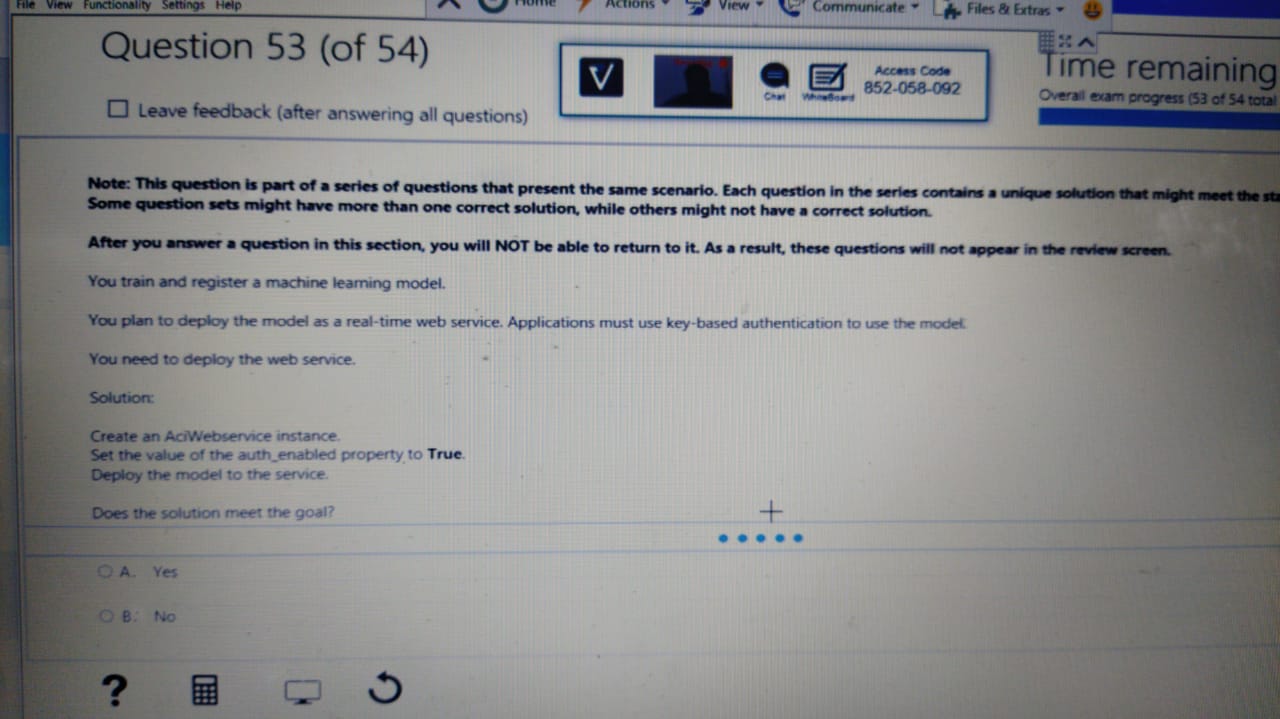 File View Functionality Settings Help
Home Actions View Communicate Files & Extras
Question 53 (of 54)
V
Chat
WhiteBoard
Access Code
852-058-092
Time remaining
Overall exam progress (53 of 54 total
Leave feedback (after answering all questions)
Note: This question is part of a series of questions that present the same scenario. Each question in the series contains a unique solution that might meet the sta
Some question sets might have more than one correct solution, while others might not have a correct solution.
After you answer a question in this section, you will NOT be able to return to it. As a result, these questions will not appear in the review screen.
You train and register a machine learning model.
You plan to deploy the model as a real-time web service. Applications must use key-based authentication to use the model.
You need to deploy the web service.
Solution:
Create an AciWebservice instance.
Set the value of the auth_enabled property to True.
Deploy the model to the service.
Does the solution meet the goal?
A. Yes
B. No
?